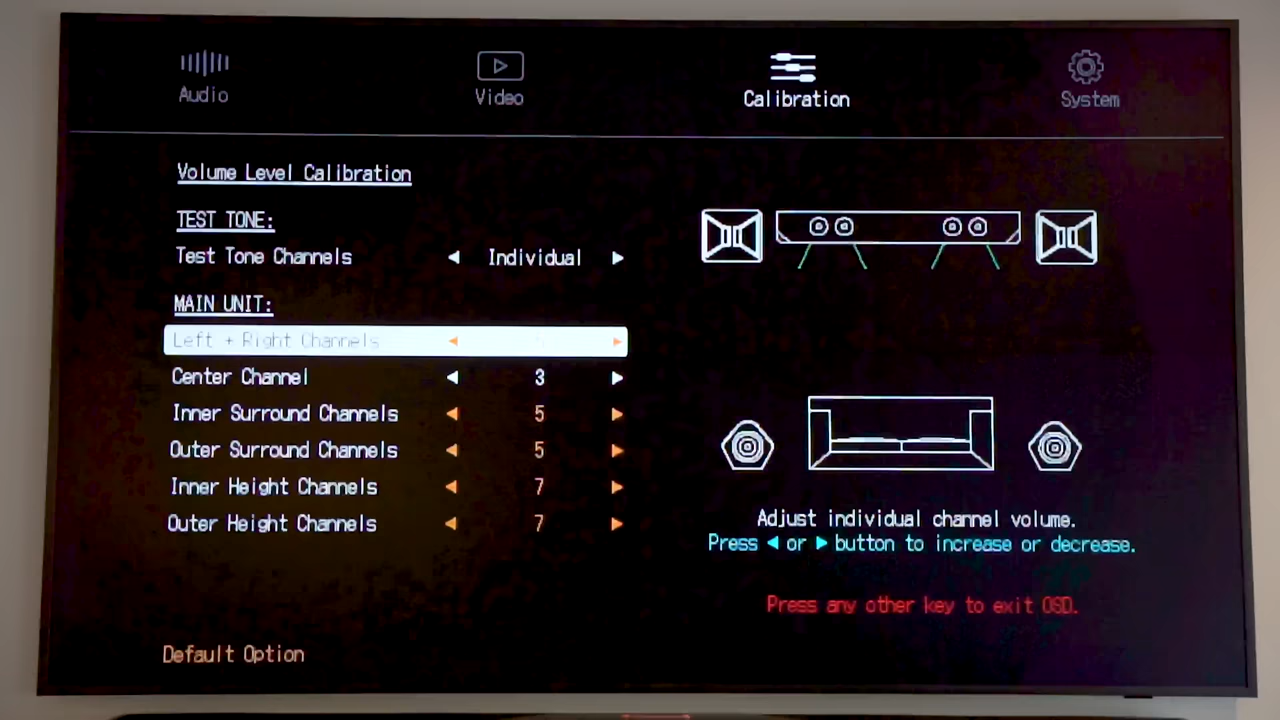 Audio
Video
Calibration
System
Volume Level Calibration
TEST TONE:
Test Tone Channels ◀ Individual ▶
MAIN UNIT:
Left + Right Channels ◀ ▶
Center Channel ◀ 3 ▶
Inner Surround Channels ◀ 5 ▶
Outer Surround Channels ◀ 5 ▶
Inner Height Channels ◀ 7 ▶
Outer Height Channels ◀ 7 ▶
Default Option
Adjust individual channel volume.
Press ◀ or ▶ button to increase or decrease.
Press any other key to exit OSD.